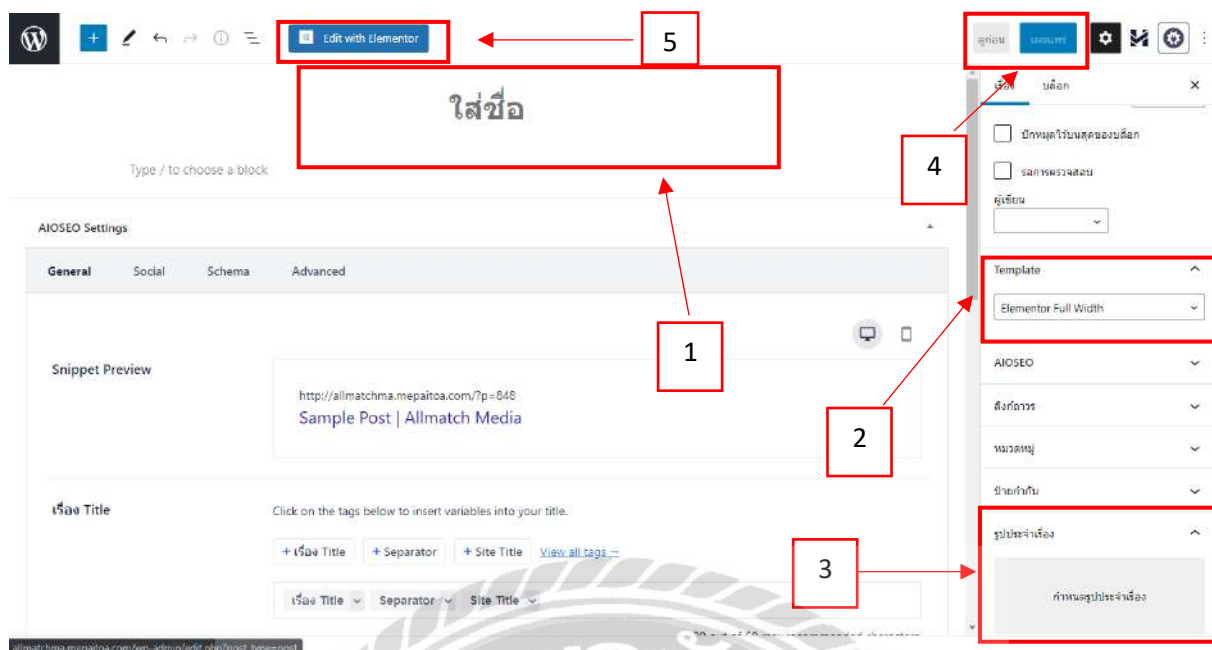 Edit with Elementor
5
ดูก่อน
เผยแพร่
ใส่ชื่อ
เรื่อง
บล็อก
4
Type / to choose a block
ปักหมุดไว้บนสุดของบล็อก
รอการตรวจสอบ
ผู้เขียน
AIOSEO Settings
General
Social
Schema
Advanced
Template
Elementor Full Width
1
Snippet Preview
http://allmatchma.mepaitoa.com/?p=848
Sample Post | Allmatch Media
2
AIOSEO
ลิงก์ถาวร
หมวดหมู่
ป้ายกำกับ
เรื่อง Title
Click on the tags below to insert variables into your title.
+ เรื่อง Title
+ Separator
+ Site Title
View all tags →
3
รูปประจำเรื่อง
กำหนดรูปประจำเรื่อง
เรื่อง Title
Separator
Site Title
out of 60 max recommended characters
allmatchma.mepaitoa.com/wp-admin/edit.php?post_type=post